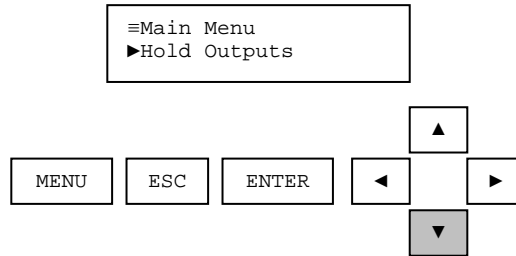 ≡Main Menu
►Hold Outputs
▲
MENU ESC ENTER ◄ ►
▼